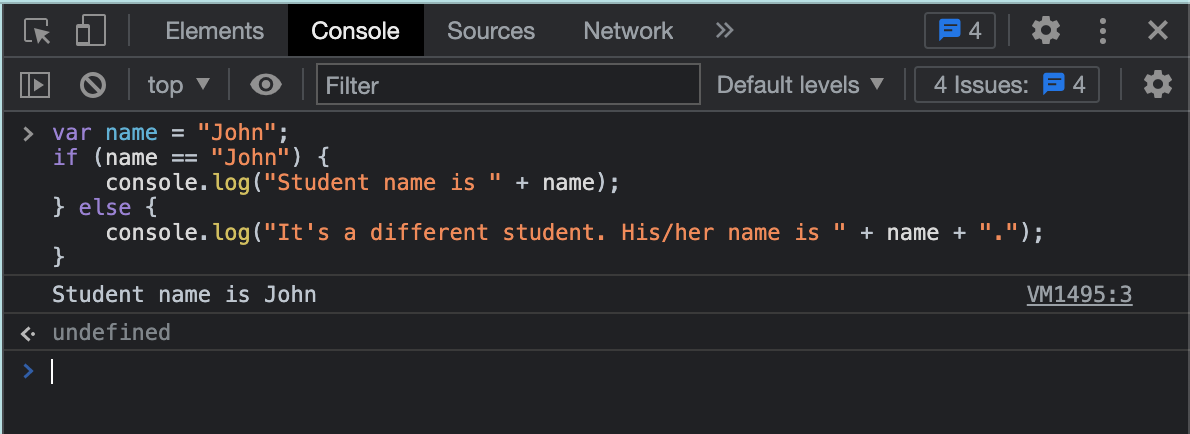 Elements Console Sources Network » 4
top ▼ Filter Default levels ▼ 4 Issues: 4
> var name = "John";
if (name == "John") {
    console.log("Student name is " + name);
} else {
    console.log("It's a different student. His/her name is " + name + ".");
}
Student name is John VM1495:3
undefined
>